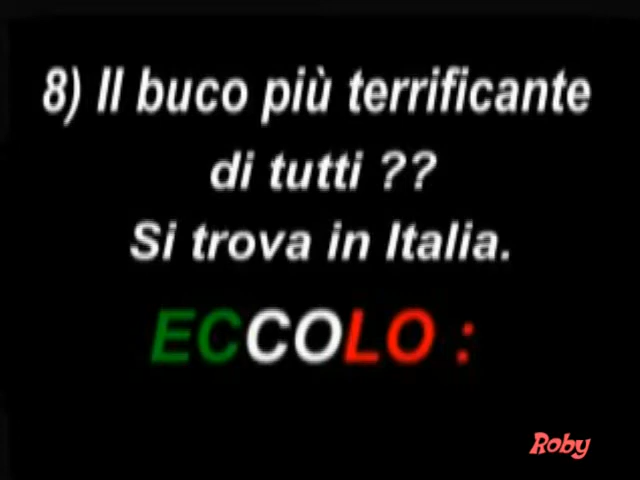 8) Il buco più terrificante
di tutti ??
Si trova in Italia.
ECCOLO :
Roby